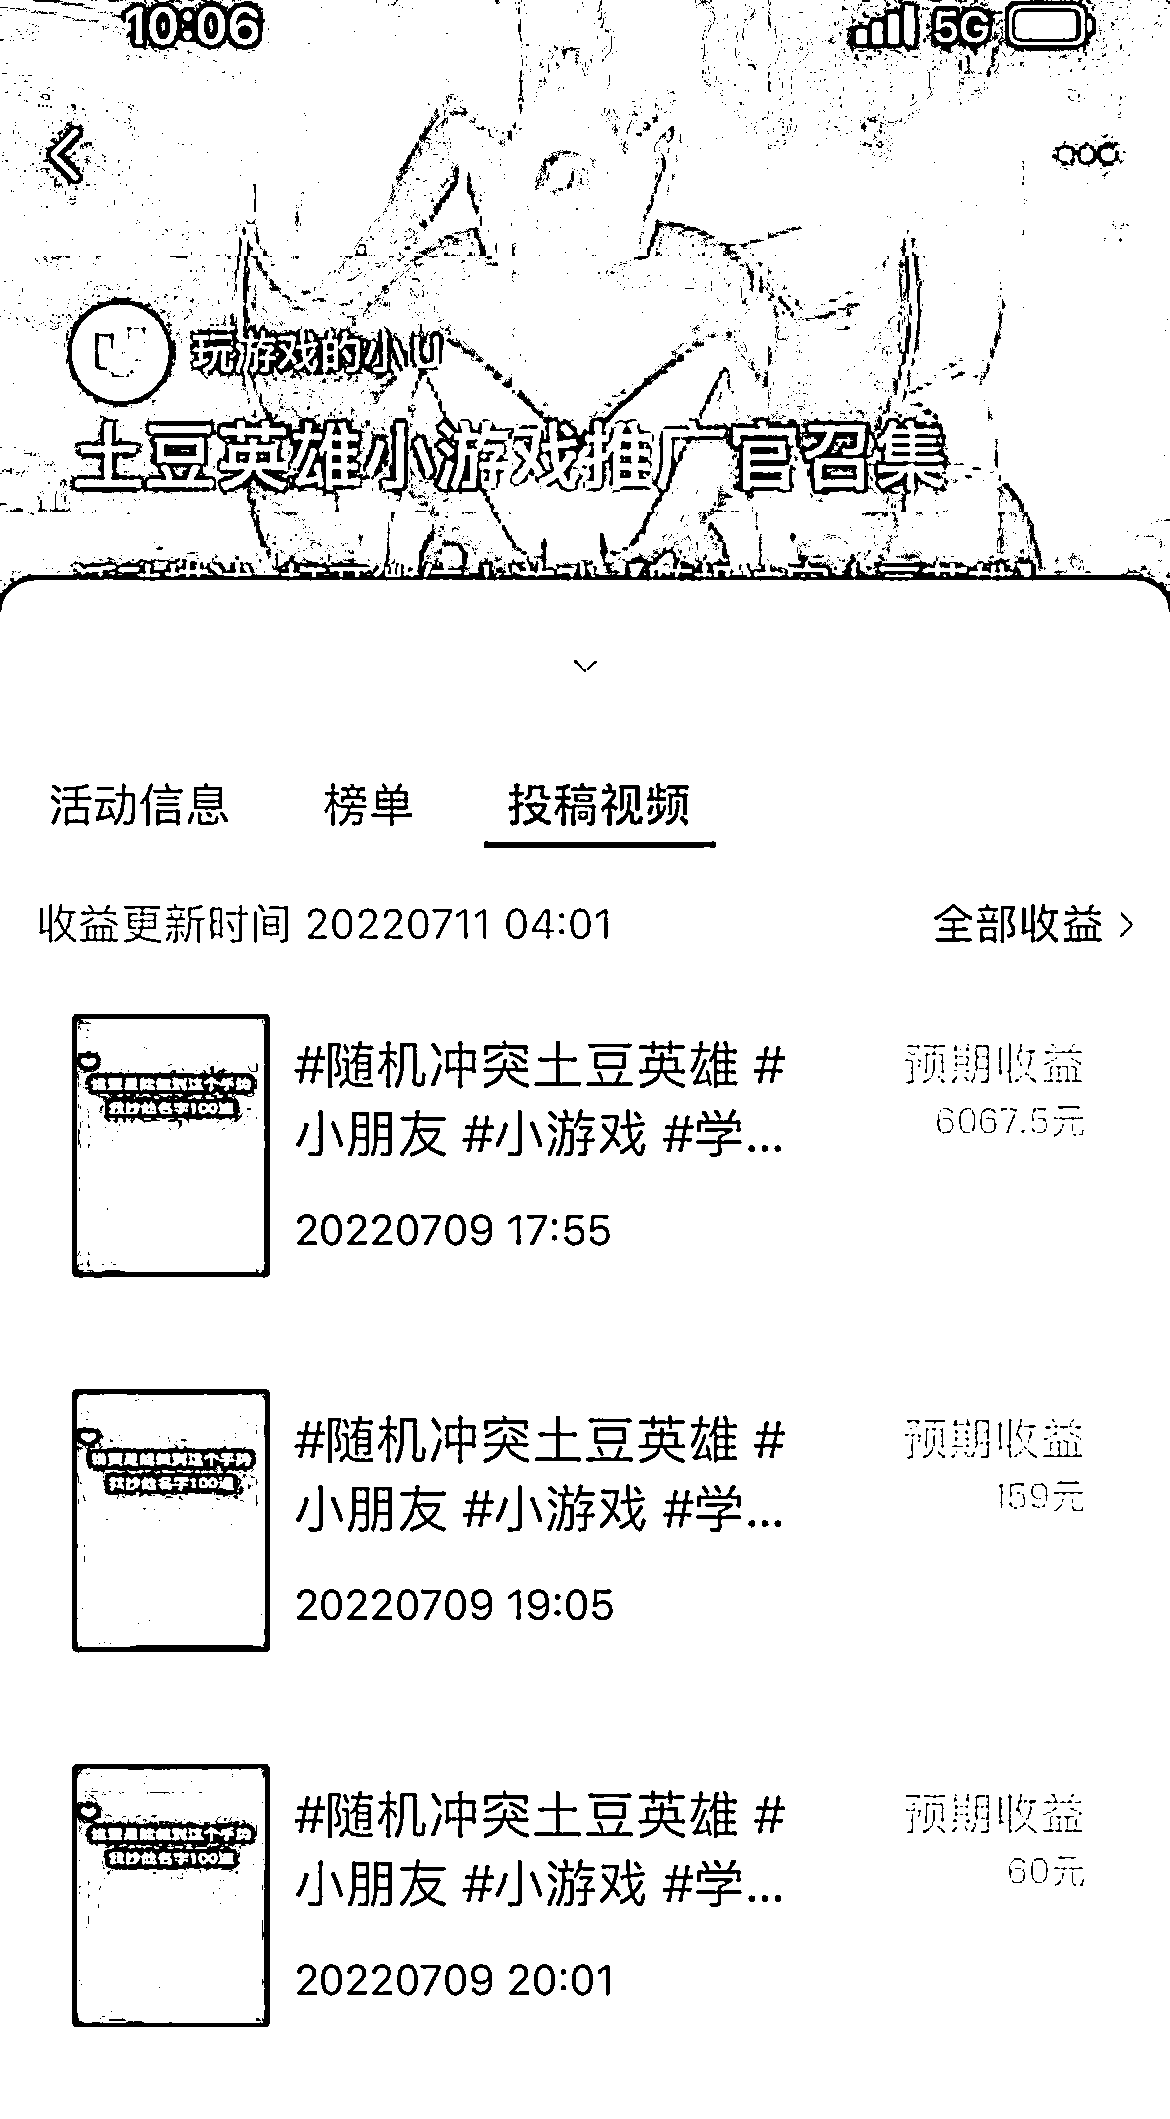 10:06
5G
玩游戏的小U
土豆英雄小游戏推广官召集
活动信息 榜单 投稿视频
收益更新时间 20220711 04:01 全部收益 >
#随机冲突土豆英雄 # 预期收益
小朋友 #小游戏 #学... 6067.5元
20220709 17:55
#随机冲突土豆英雄 # 预期收益
小朋友 #小游戏 #学... 159元
20220709 19:05
#随机冲突土豆英雄 # 预期收益
小朋友 #小游戏 #学... 60元
20220709 20:01